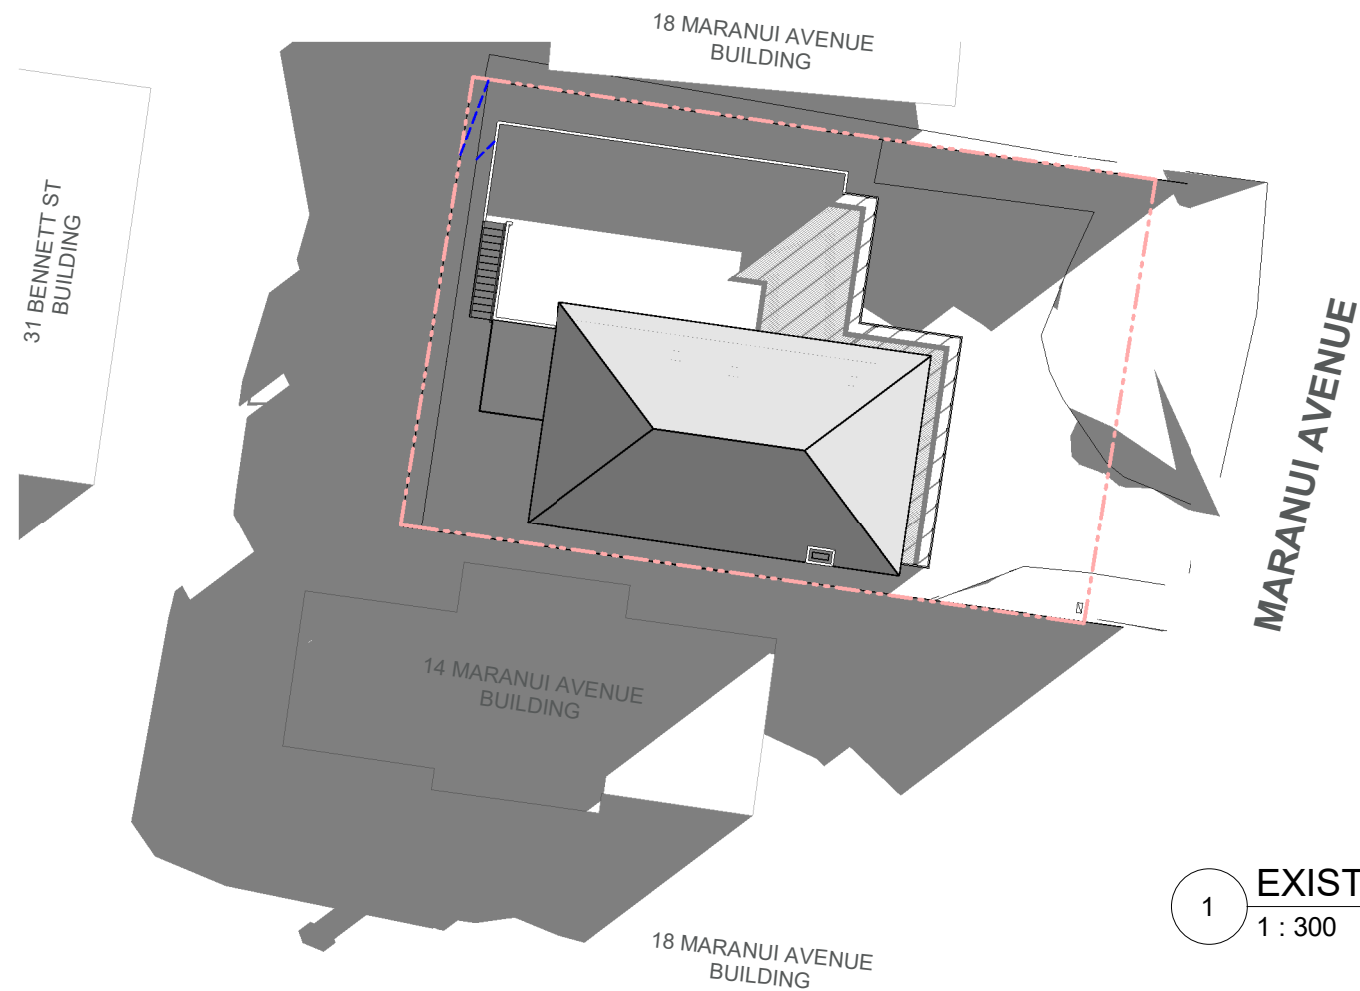 18 MARANUI AVENUE
BUILDING
31 BENNETT ST
BUILDING
MARANUI AVENUE
14 MARANUI AVENUE
BUILDING
1
EXIST
1 : 300
18 MARANUI AVENUE
BUILDING